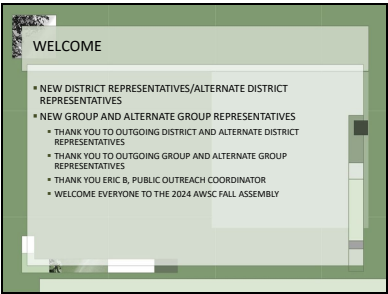 WELCOME
▪ NEW DISTRICT REPRESENTATIVES/ALTERNATE DISTRICT
REPRESENTATIVES
▪ NEW GROUP AND ALTERNATE GROUP REPRESENTATIVES
▪ THANK YOU TO OUTGOING DISTRICT AND ALTERNATE DISTRICT
REPRESENTATIVES
▪ THANK YOU TO OUTGOING GROUP AND ALTERNATE GROUP
REPRESENTATIVES
▪ THANK YOU ERIC B, PUBLIC OUTREACH COORDINATOR
▪ WELCOME EVERYONE TO THE 2024 AWSC FALL ASSEMBLY